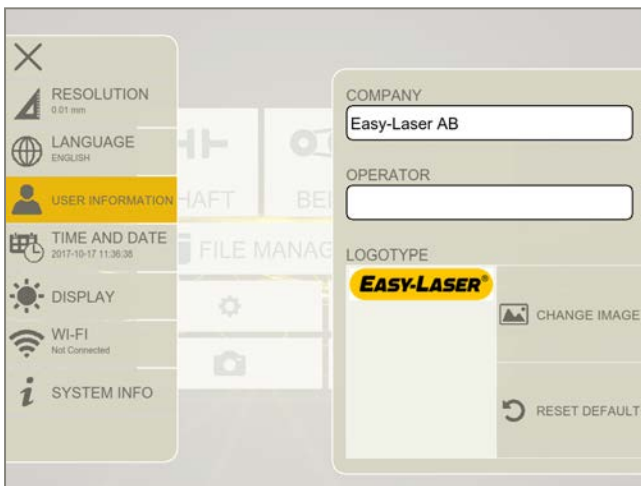 RESOLUTION
0.01 mm
LANGUAGE
ENGLISH
USER INFORMATION
TIME AND DATE
2017-10-17 11:36:38
DISPLAY
WI-FI
Not Connected
SYSTEM INFO
HAFT
BEL
FILE MANAG
COMPANY
Easy-Laser AB
OPERATOR
LOGOTYPE
EASY-LASER®
CHANGE IMAGE
RESET DEFAULT